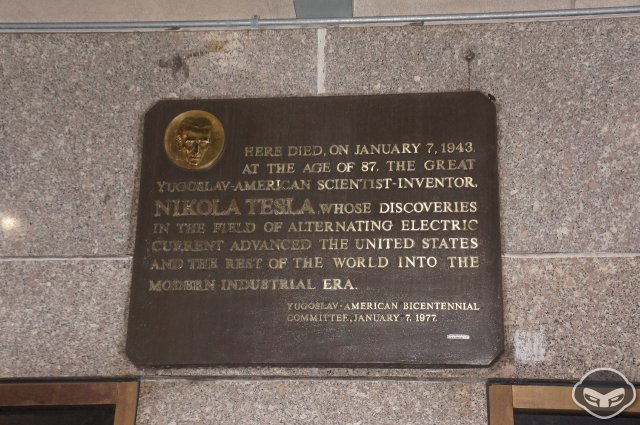 HERE DIED, ON JANUARY 7, 1943,
AT THE AGE OF 87, THE GREAT
YUGOSLAV-AMERICAN SCIENTIST-INVENTOR,
NIKOLA TESLA, WHOSE DISCOVERIES
IN THE FIELD OF ALTERNATING ELECTRIC
CURRENT ADVANCED THE UNITED STATES
AND THE REST OF THE WORLD INTO THE
MODERN INDUSTRIAL ERA.
YUGOSLAV-AMERICAN BICENTENNIAL
COMMITTEE, JANUARY 7, 1977.